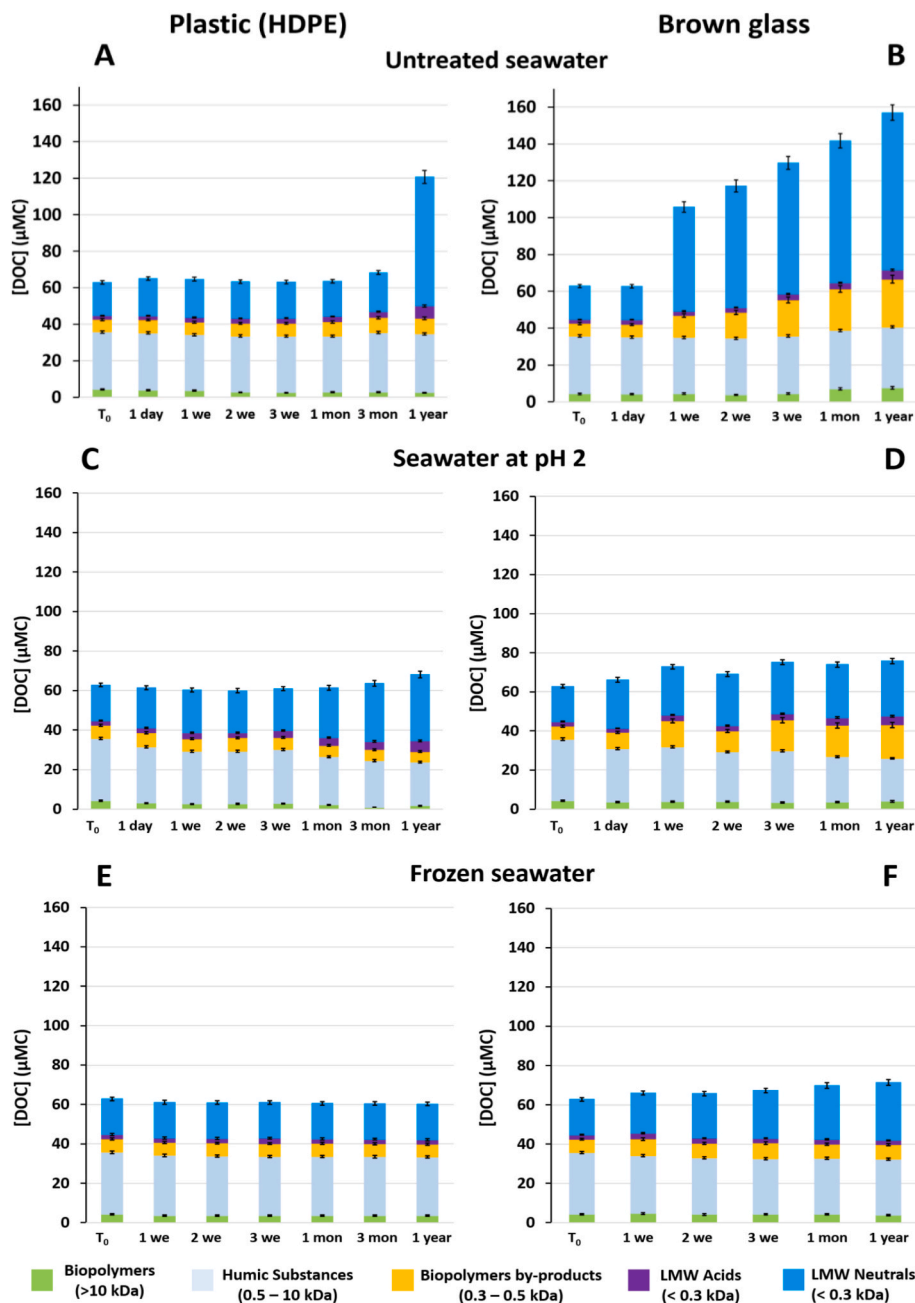 Plastic (HDPE) Brown glass
A B
Untreated seawater
[DOC] (µMC)
160
140
120
100
80
60
40
20
0
T0 1 day 1 we 2 we 3 we 1 mon 3 mon 1 year
[DOC] (µMC)
160
140
120
100
80
60
40
20
0
T0 1 day 1 we 2 we 3 we 1 mon 1 year
C Seawater at pH 2 D
[DOC] (µMC)
160
140
120
100
80
60
40
20
0
T0 1 day 1 we 2 we 3 we 1 mon 3 mon 1 year
[DOC] (µMC)
160
140
120
100
80
60
40
20
0
T0 1 day 1 we 2 we 3 we 1 mon 1 year
E Frozen seawater F
[DOC] (µMC)
160
140
120
100
80
60
40
20
0
T0 1 we 2 we 3 we 1 mon 3 mon 1 year
[DOC] (µMC)
160
140
120
100
80
60
40
20
0
T0 1 we 2 we 3 we 1 mon 1 year
Biopolymers
(>10 kDa)
Humic Substances
(0.5 – 10 kDa)
Biopolymers by-products
(0.3 – 0.5 kDa)
LMW Acids
(< 0.3 kDa)
LMW Neutrals
(< 0.3 kDa)